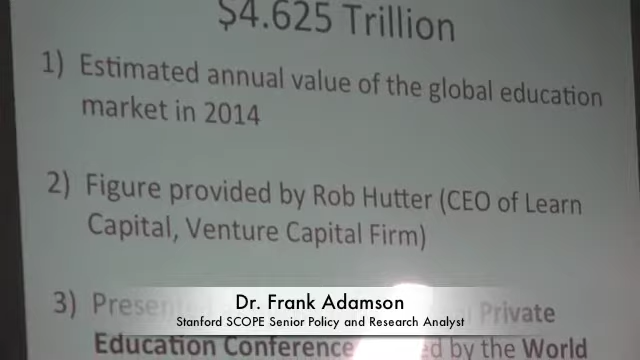 $4.625 Trillion
1) Estimated annual value of the global education
market in 2014
2) Figure provided by Rob Hutter (CEO of Learn
Capital, Venture Capital Firm)
3) Private
Education Conference by the World
Dr. Frank Adamson
Stanford SCOPE Senior Policy and Research Analyst